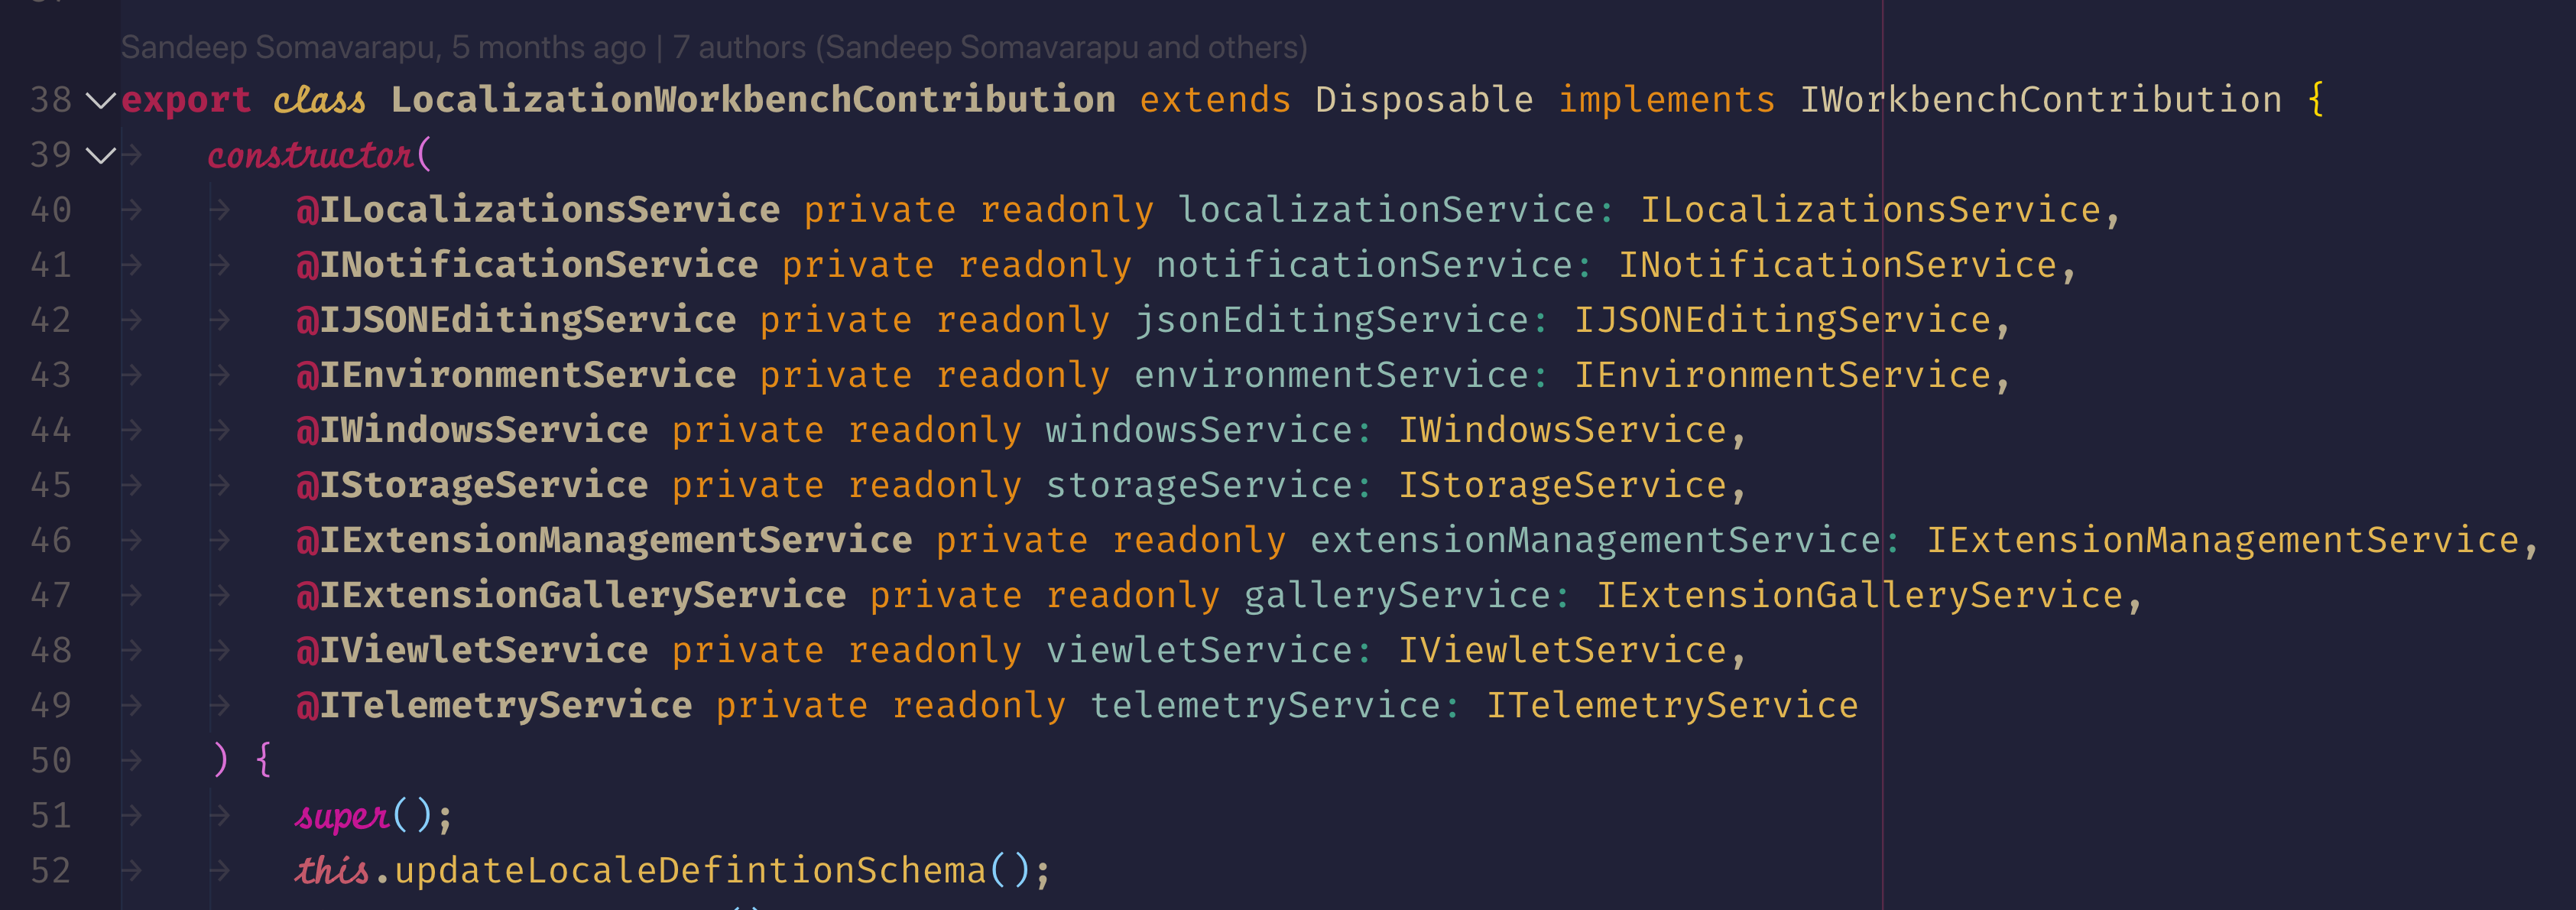 Sandeep Somavarapu, 5 months ago | 7 authors (Sandeep Somavarapu and others)
38 export class LocalizationWorkbenchContribution extends Disposable implements IWorkbenchContribution {
39 constructor(
40 @ILocalizationsService private readonly localizationService: ILocalizationsService,
41 @INotificationService private readonly notificationService: INotificationService,
42 @IJSONEditingService private readonly jsonEditingService: IJSONEditingService,
43 @IEnvironmentService private readonly environmentService: IEnvironmentService,
44 @IWindowsService private readonly windowsService: IWindowsService,
45 @IStorageService private readonly storageService: IStorageService,
46 @IExtensionManagementService private readonly extensionManagementService: IExtensionManagementService,
47 @IExtensionGalleryService private readonly galleryService: IExtensionGalleryService,
48 @IViewletService private readonly viewletService: IViewletService,
49 @ITelemetryService private readonly telemetryService: ITelemetryService
50 ) {
51 super();
52 this.updateLocaleDefintionSchema();